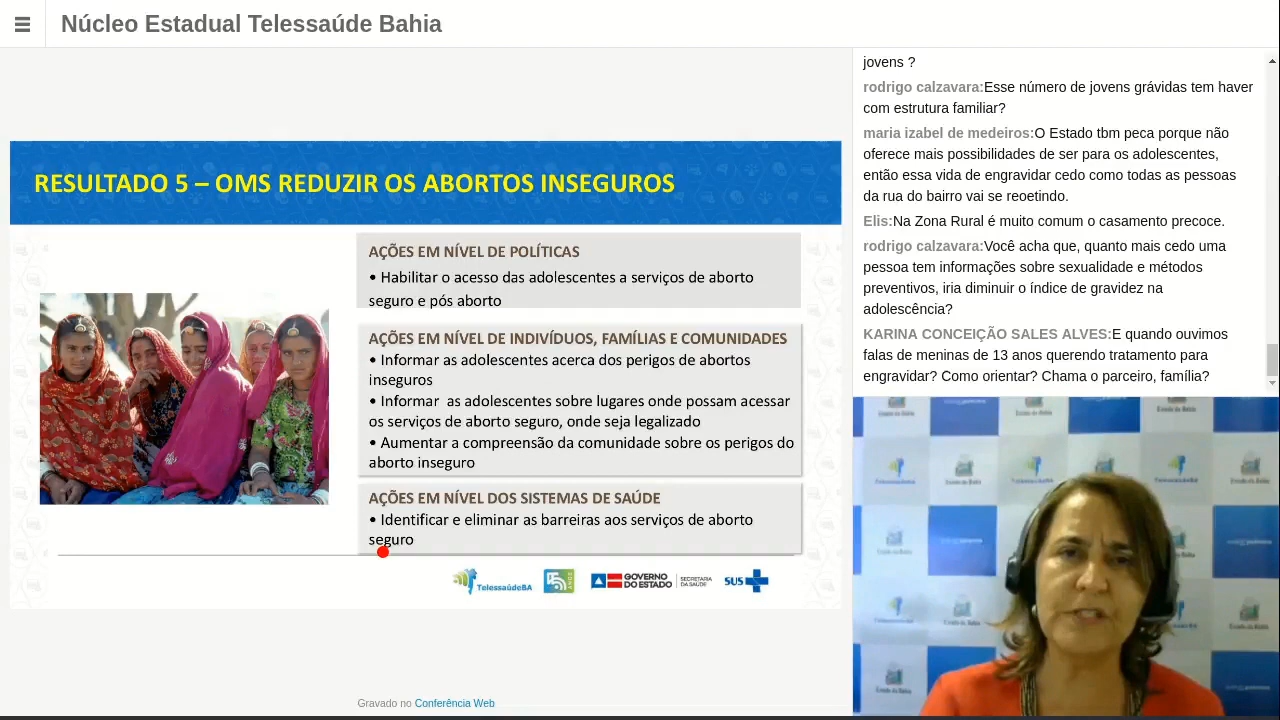 Núcleo Estadual Telessaúde Bahia
RESULTADO 5 – OMS REDUZIR OS ABORTOS INSEGUROS
AÇÕES EM NÍVEL DE POLÍTICAS
• Habilitar o acesso das adolescentes a serviços de aborto
seguro e pós aborto
AÇÕES EM NÍVEL DE INDIVÍDUOS, FAMÍLIAS E COMUNIDADES
• Informar as adolescentes acerca dos perigos de abortos
inseguros
• Informar as adolescentes sobre lugares onde possam acessar
os serviços de aborto seguro, onde seja legalizado
• Aumentar a compreensão da comunidade sobre os perigos do
aborto inseguro
AÇÕES EM NÍVEL DOS SISTEMAS DE SAÚDE
• Identificar e eliminar as barreiras aos serviços de aborto
seguro
TelessaúdeBA
GOVERNO
DO ESTADO
SECRETARIA
DA SAÚDE
SUS
Gravado no Conferência Web
jovens ?
rodrigo calzavara:Esse número de jovens grávidas tem haver
com estrutura familiar?
maria izabel de medeiros:O Estado tbm peca porque não
oferece mais possibilidades de ser para os adolescentes,
então essa vida de engravidar cedo como todas as pessoas
da rua do bairro vai se reoetindo.
Elis:Na Zona Rural é muito comum o casamento precoce.
rodrigo calzavara:Você acha que, quanto mais cedo uma
pessoa tem informações sobre sexualidade e métodos
preventivos, iria diminuir o índice de gravidez na
adolescência?
KARINA CONCEIÇÃO SALES ALVES:E quando ouvimos
falas de meninas de 13 anos querendo tratamento para
engravidar? Como orientar? Chama o parceiro, família?